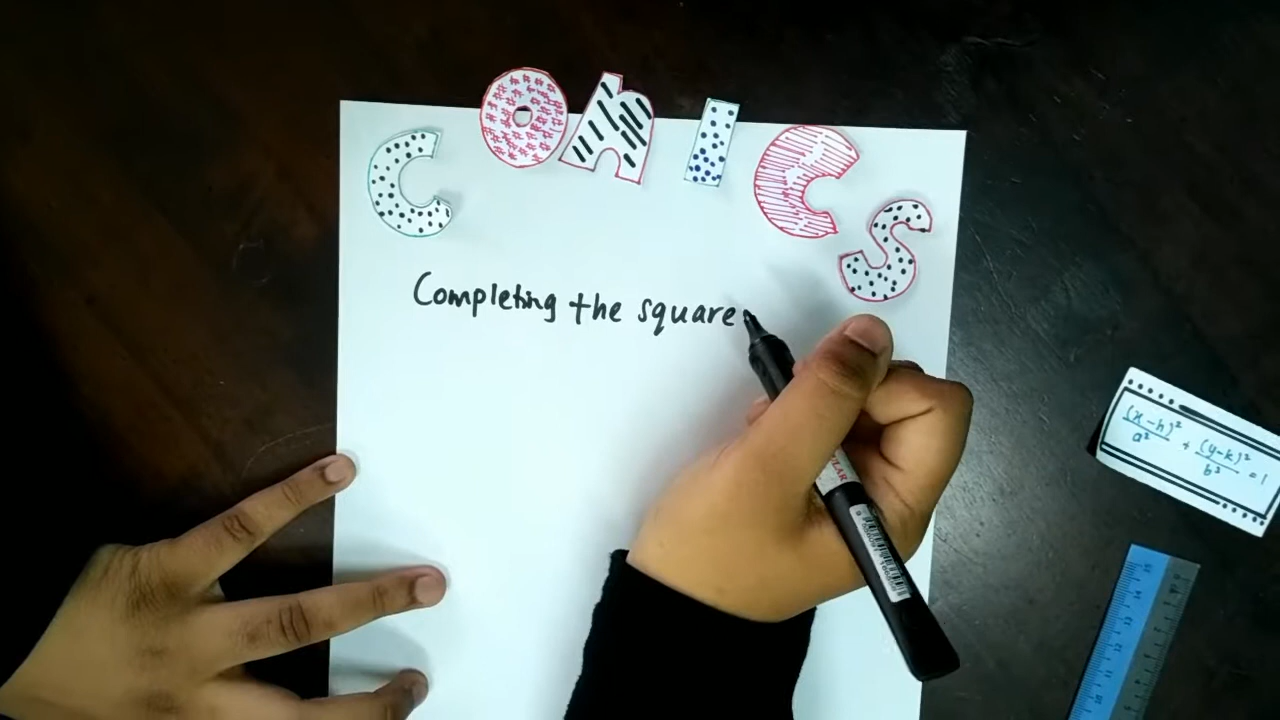 Conics
Completing the square
(x-h)²/a² + (y-k)²/b² = 1